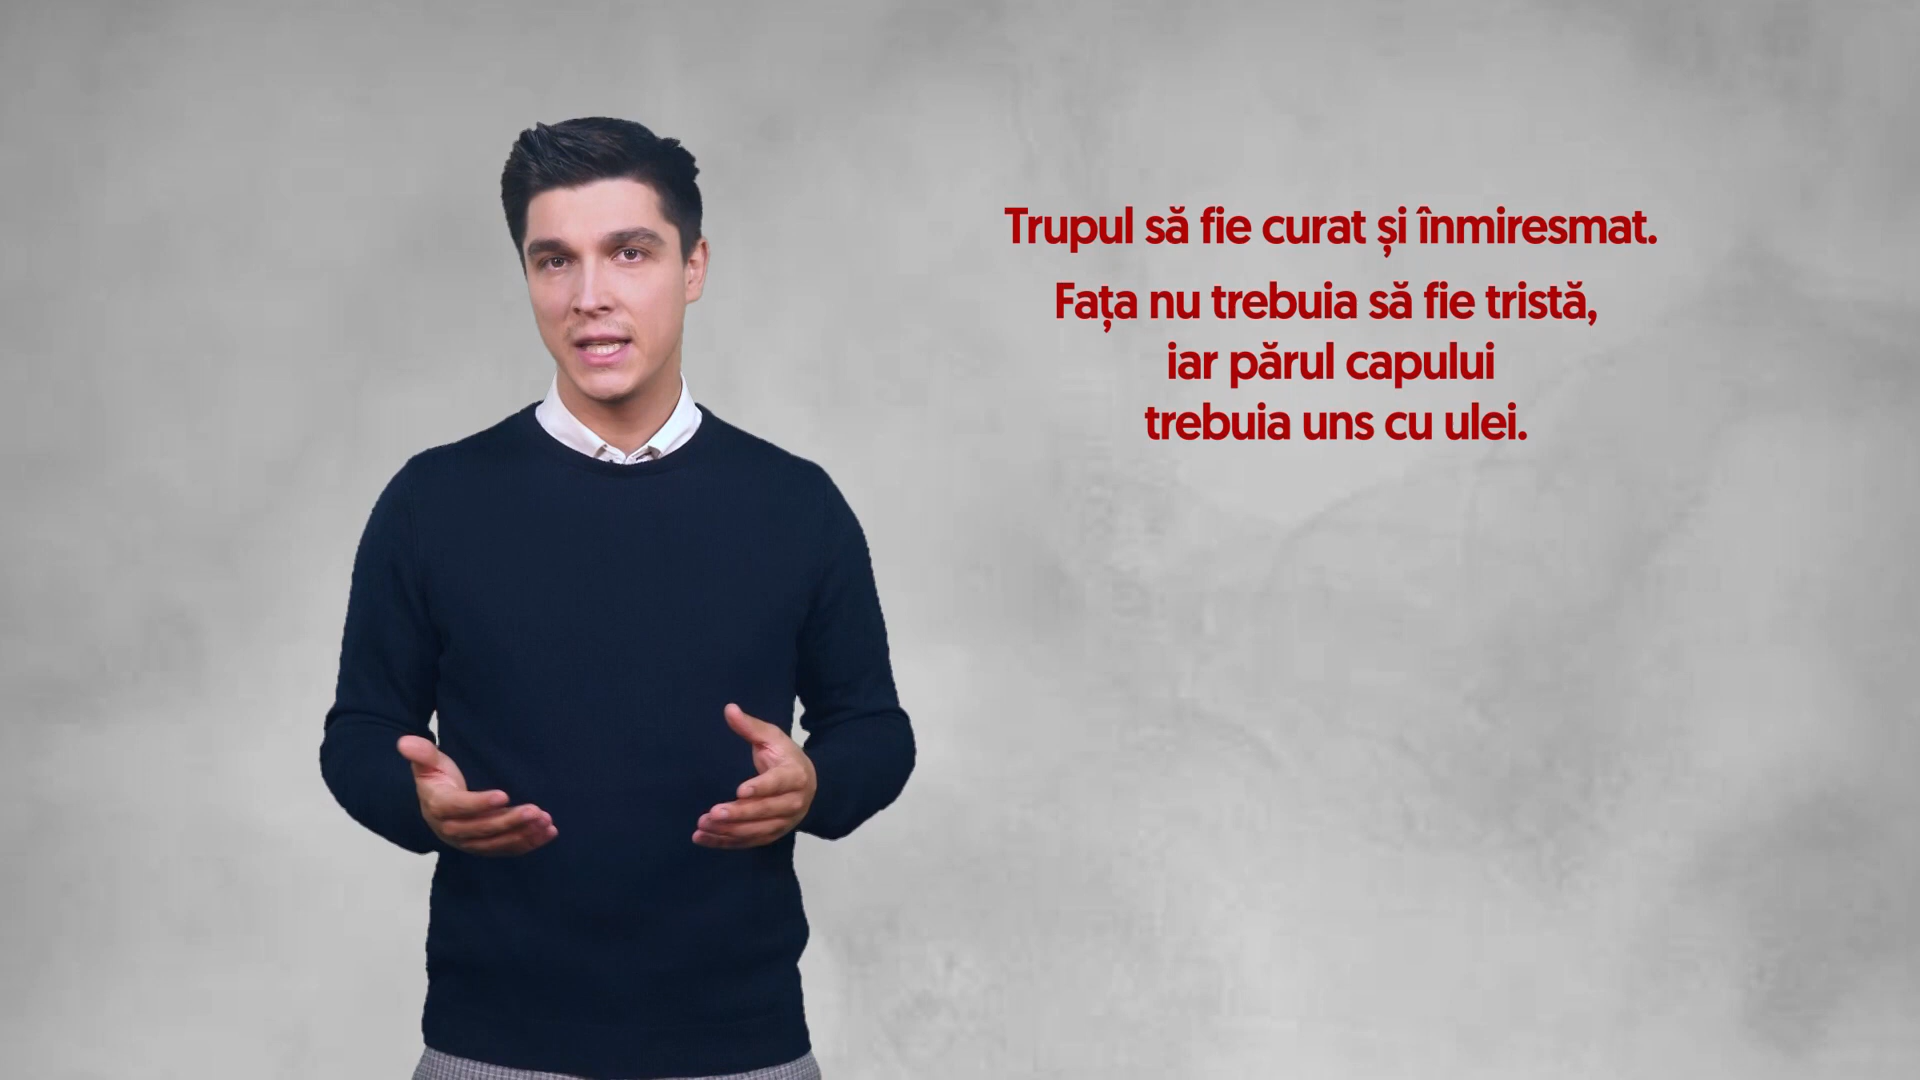 Trupul să fie curat și înmiresmat.
Fața nu trebuia să fie tristă,
iar părul capului
trebuia uns cu ulei.